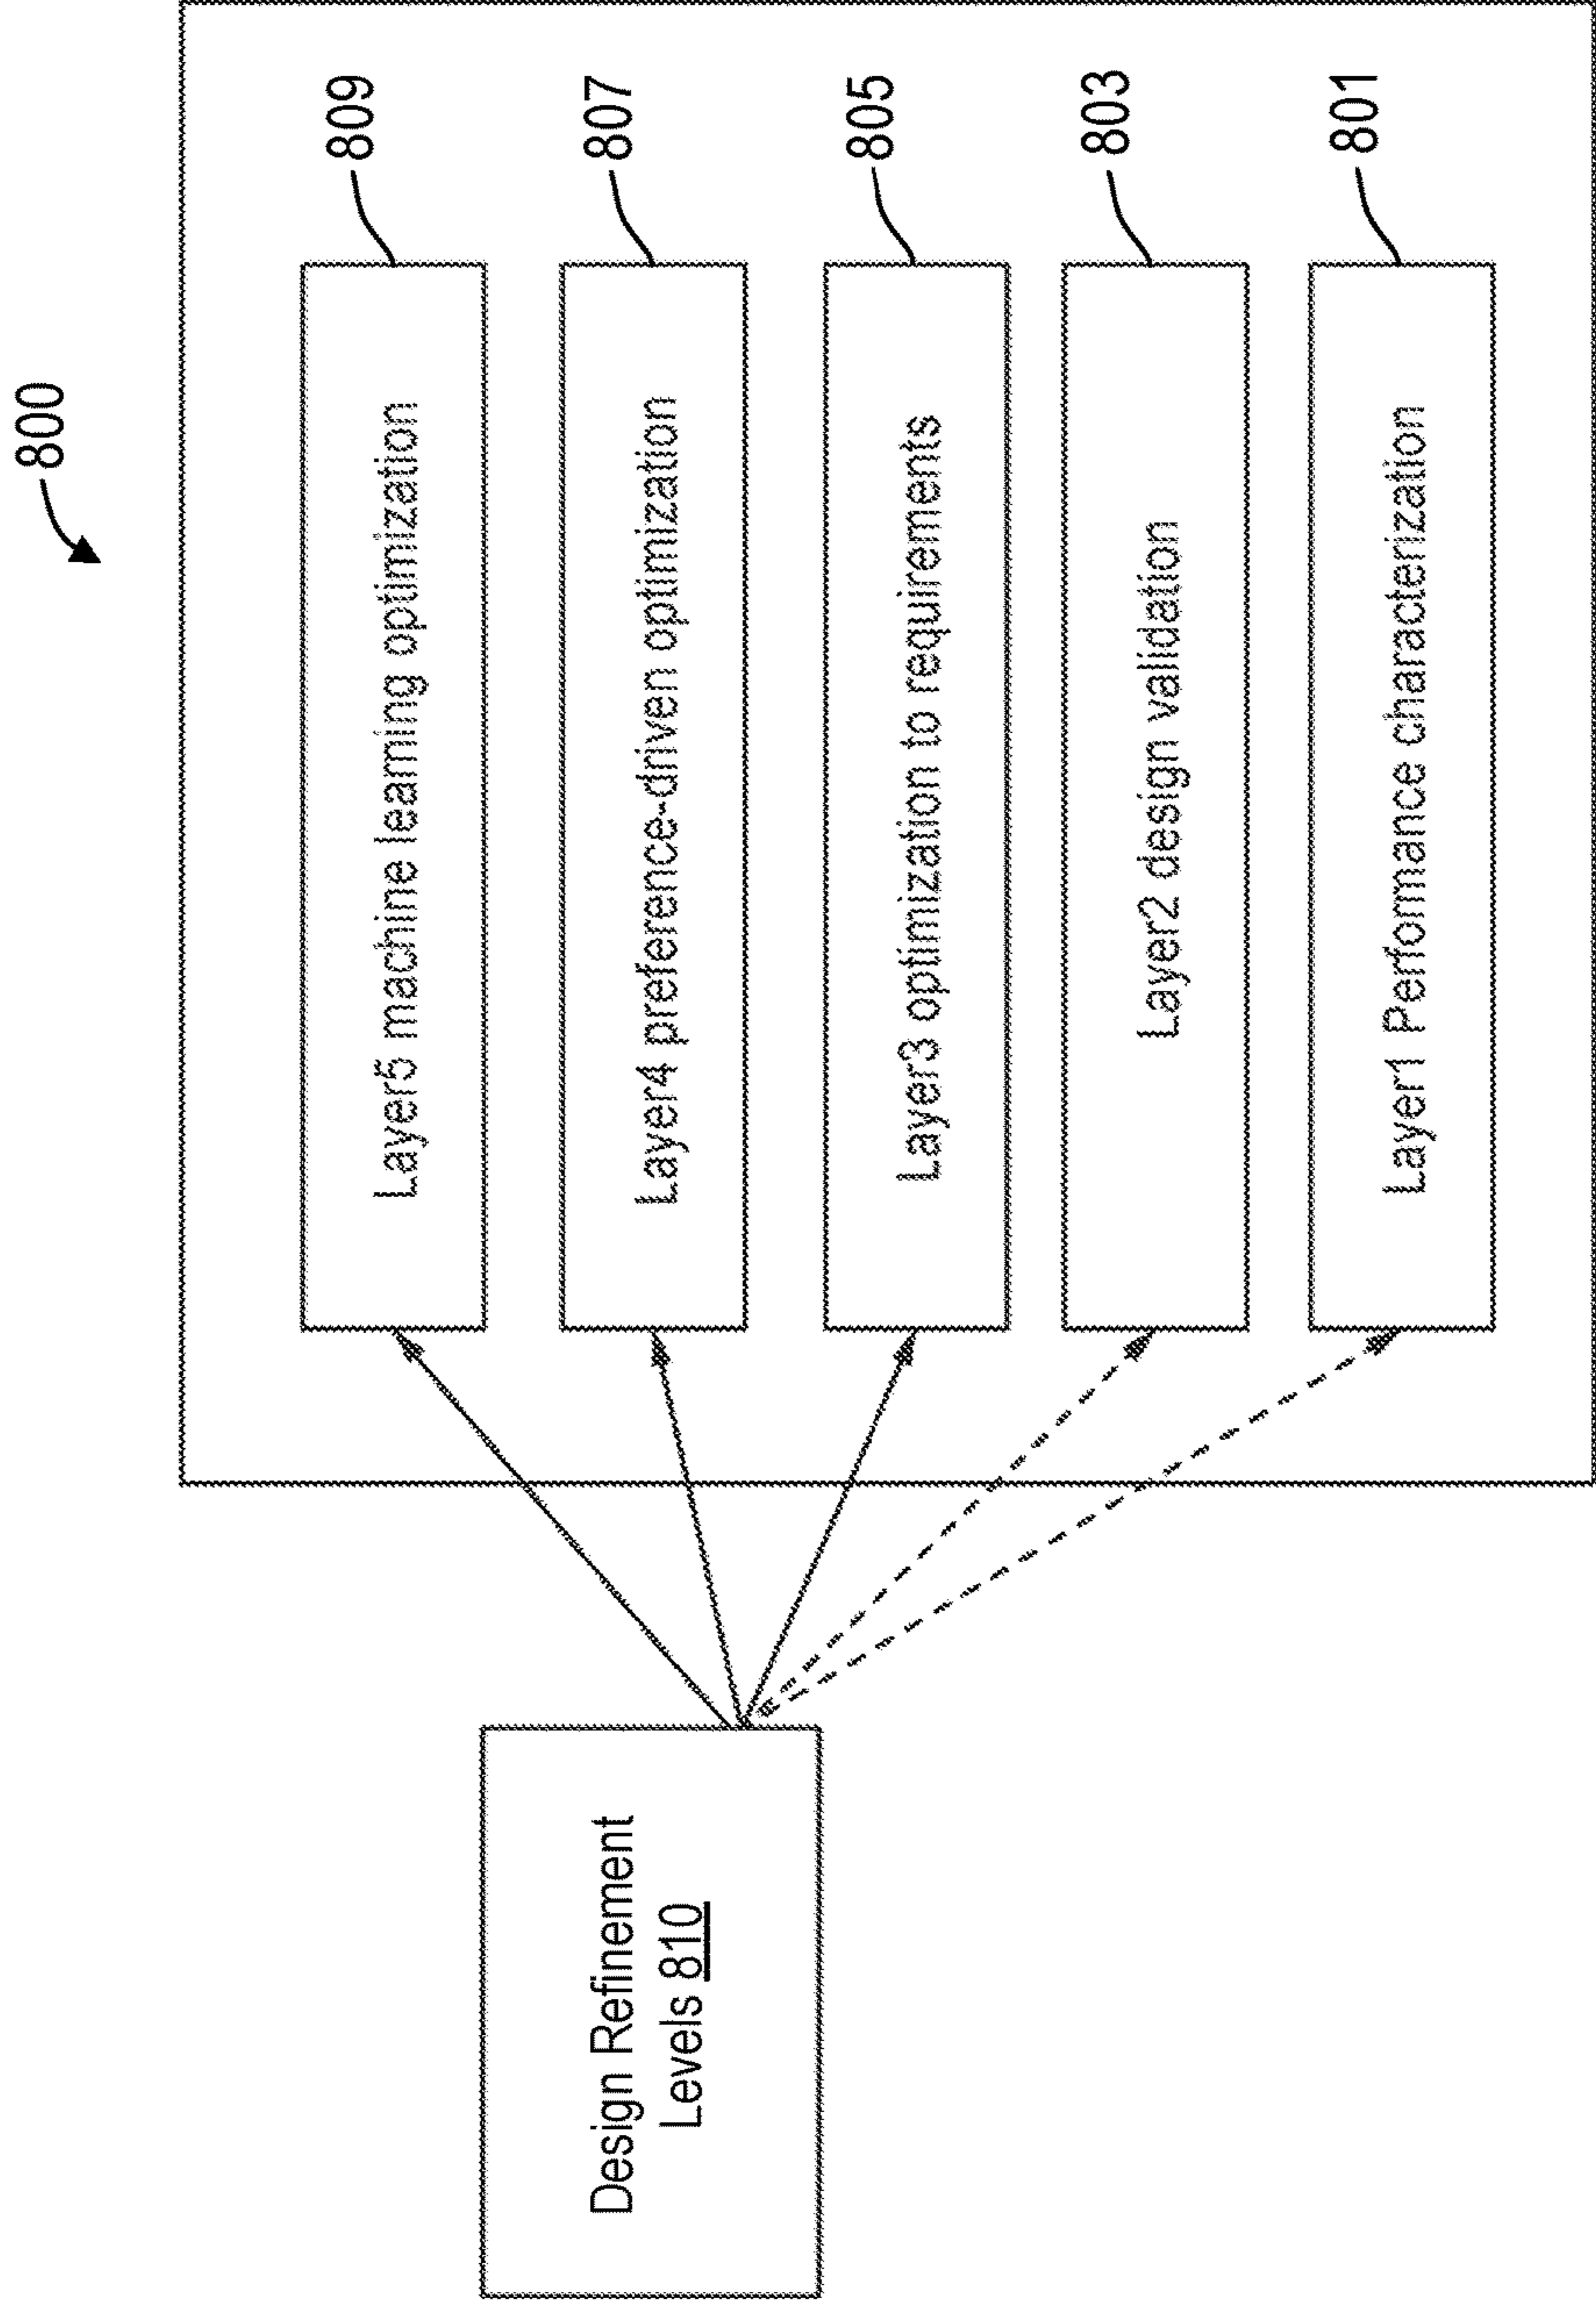 800
Layer5 machine learning optimization
809
Layer4 preference-driven optimization
807
Design Refinement
Levels 810
Layer3 optimization to requirements
805
Layer2 design validation
803
Layer1 Performance characterization
801